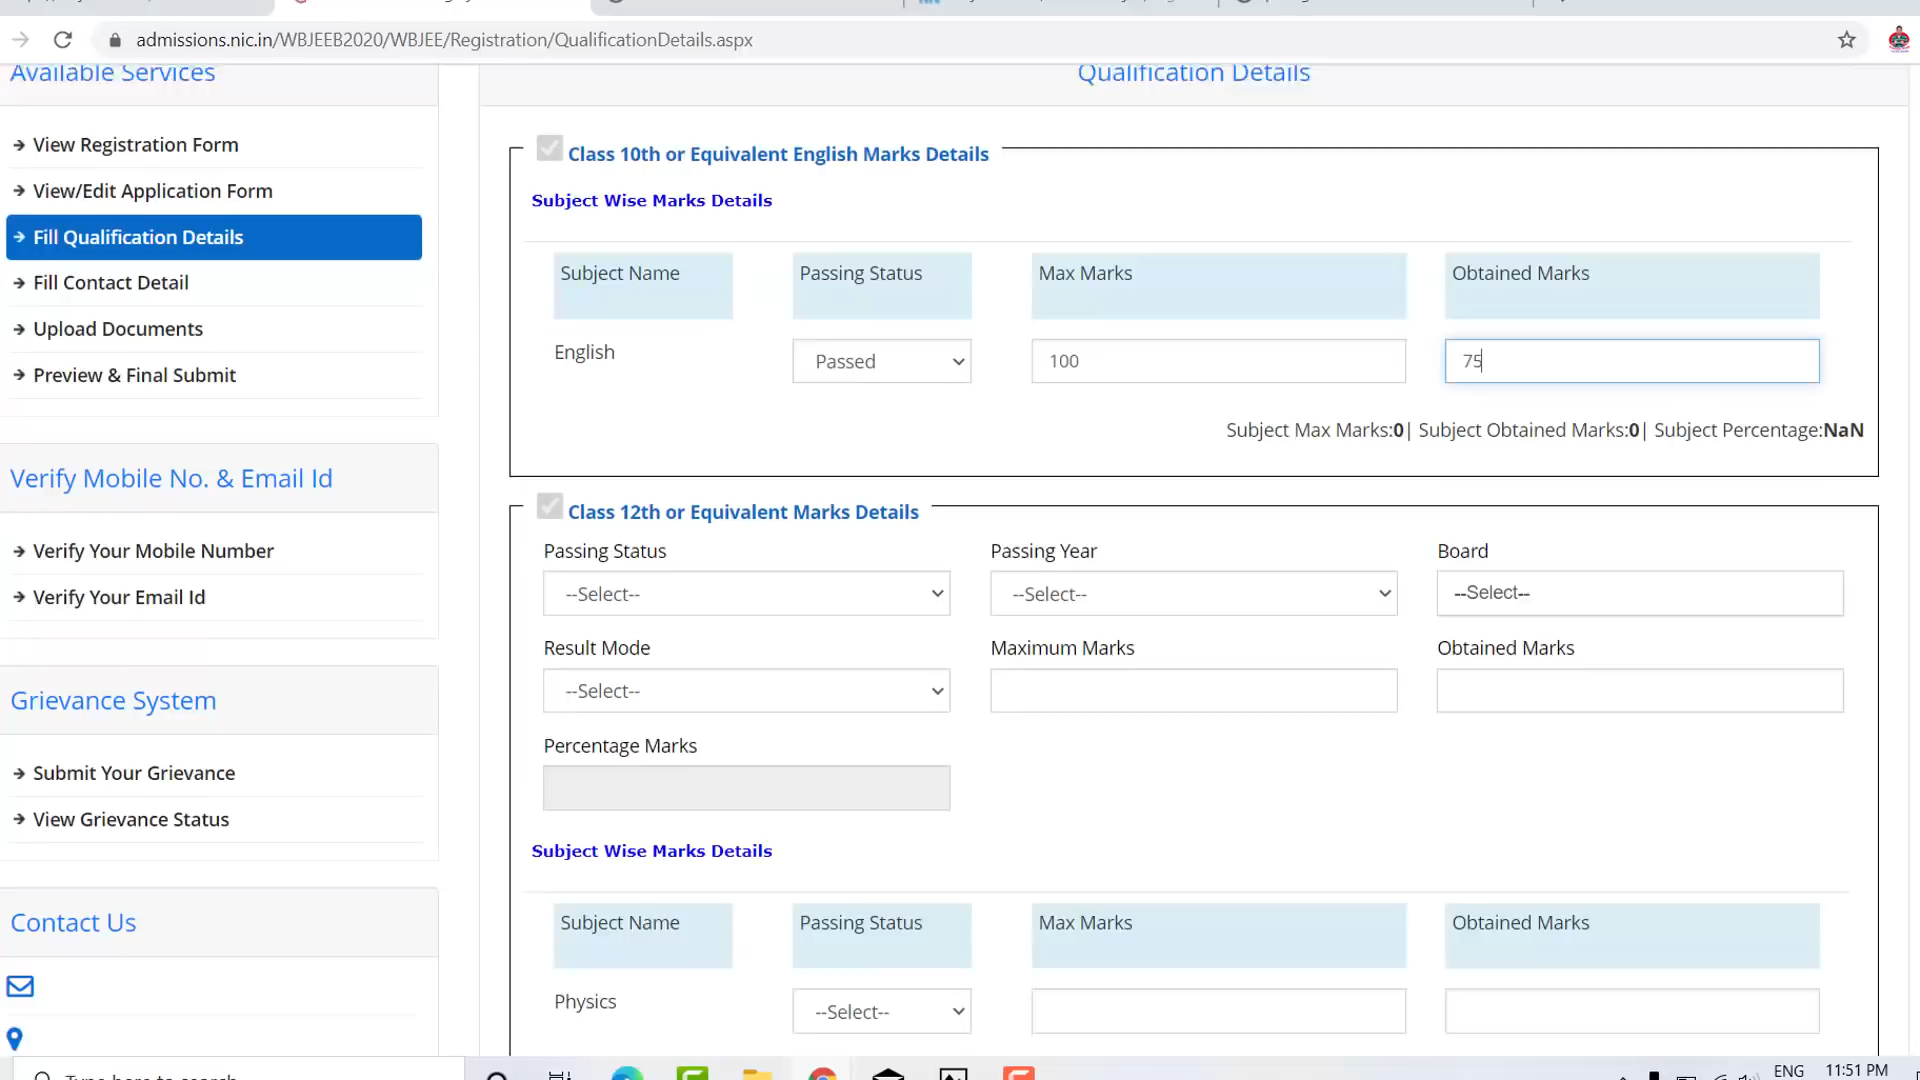 admissions.nic.in/WBJEEB2020/WBJEE/Registration/QualificationDetails.aspx
Available Services
View Registration Form
View/Edit Application Form
Fill Qualification Details
Fill Contact Detail
Upload Documents
Preview & Final Submit
Verify Mobile No. & Email Id
Verify Your Mobile Number
Verify Your Email Id
Grievance System
Submit Your Grievance
View Grievance Status
Contact Us
Qualification Details
Class 10th or Equivalent English Marks Details
Subject Wise Marks Details
Subject Name Passing Status Max Marks Obtained Marks
English Passed 100 75
Subject Max Marks:0| Subject Obtained Marks:0| Subject Percentage:NaN
Class 12th or Equivalent Marks Details
Passing Status Passing Year Board
--Select-- --Select-- --Select--
Result Mode Maximum Marks Obtained Marks
--Select--
Percentage Marks
Subject Wise Marks Details
Subject Name Passing Status Max Marks Obtained Marks
Physics --Select--
Type here to search
ENG 11:51 PM